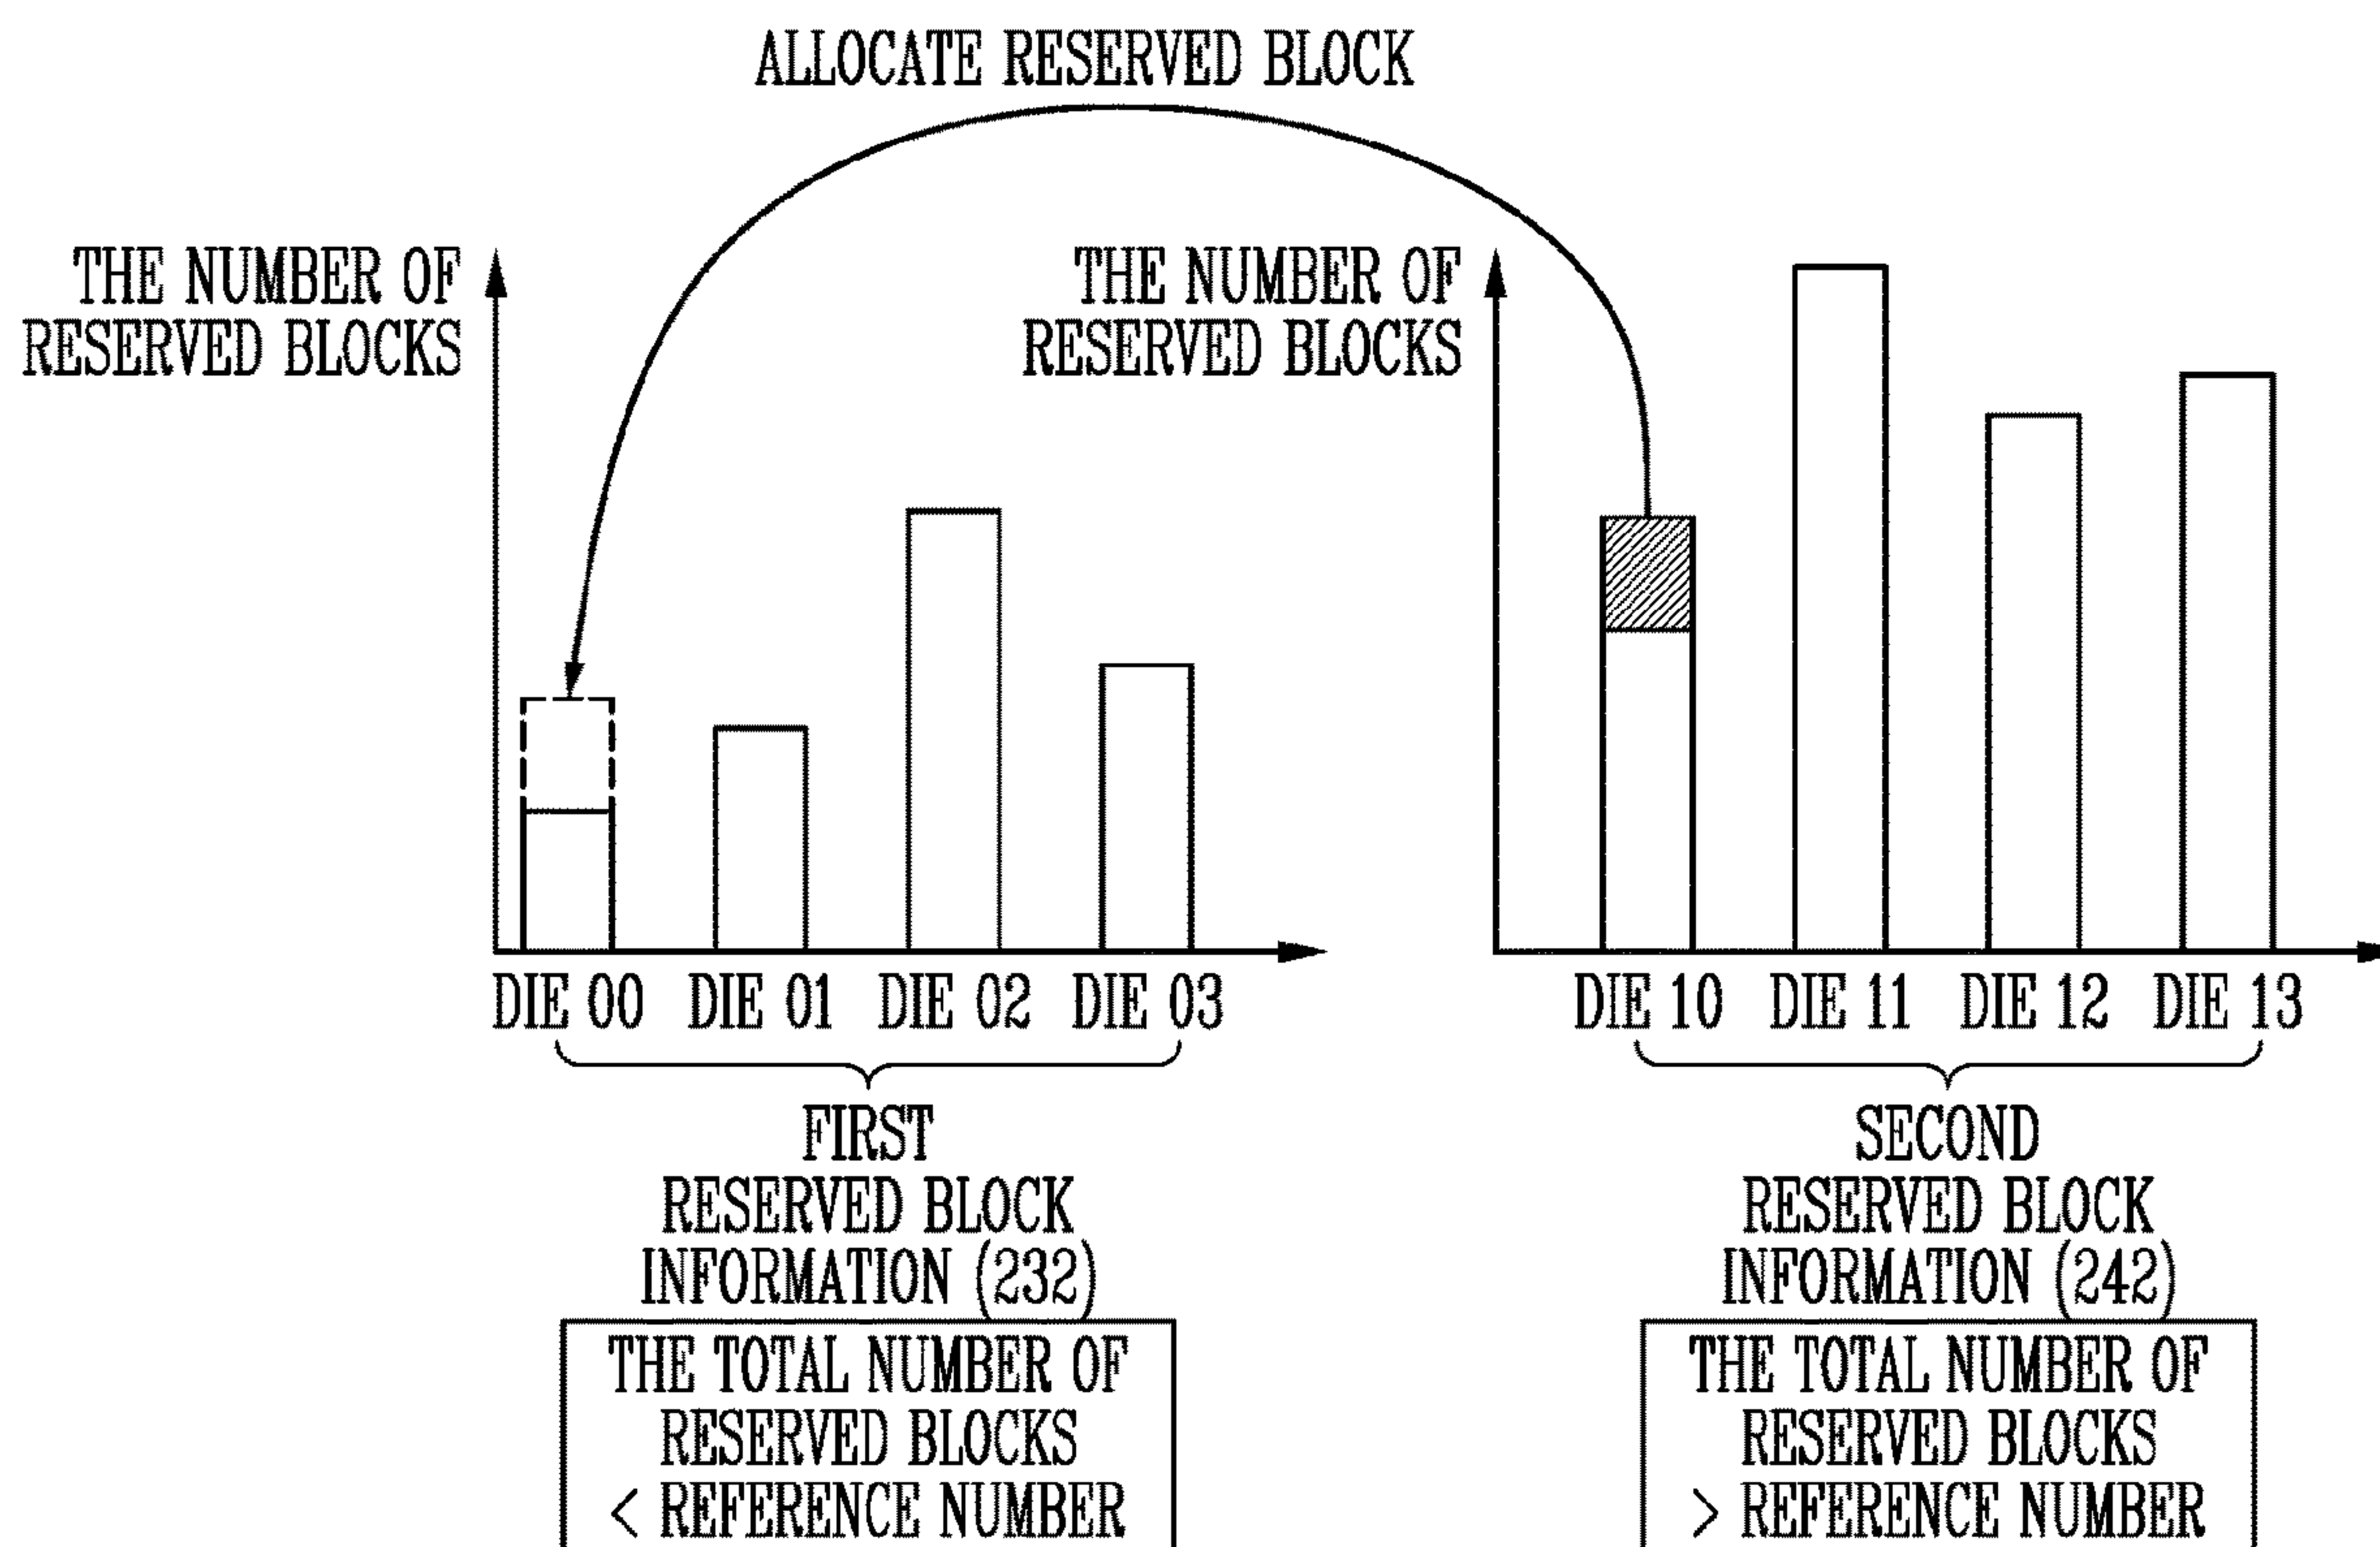 ALLOCATE RESERVED BLOCK
THE NUMBER OF
RESERVED BLOCKS
THE NUMBER OF
RESERVED BLOCKS
DIE 00 DIE 01 DIE 02 DIE 03
FIRST
RESERVED BLOCK
INFORMATION (232)
THE TOTAL NUMBER OF
RESERVED BLOCKS
< REFERENCE NUMBER
DIE 10 DIE 11 DIE 12 DIE 13
SECOND
RESERVED BLOCK
INFORMATION (242)
THE TOTAL NUMBER OF
RESERVED BLOCKS
> REFERENCE NUMBER